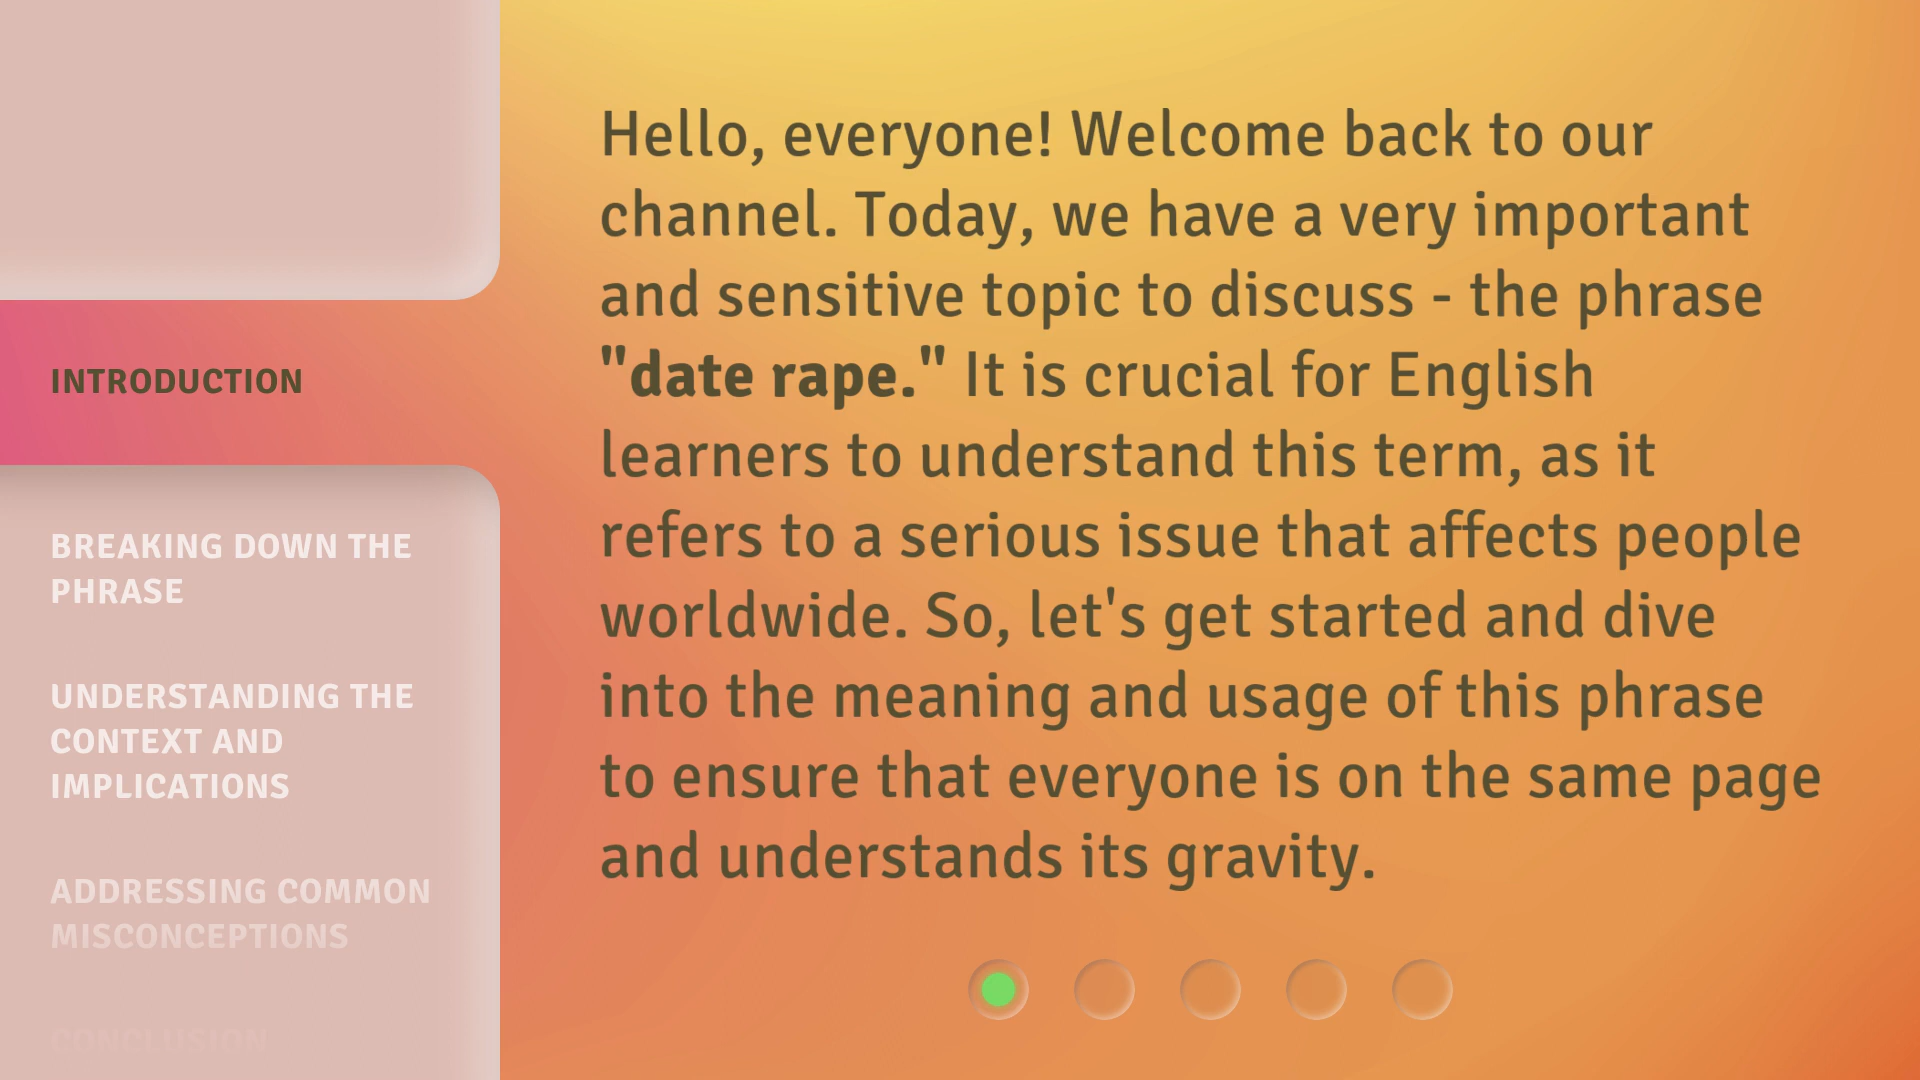 INTRODUCTION
BREAKING DOWN THE
PHRASE
UNDERSTANDING THE
CONTEXT AND
IMPLICATIONS
ADDRESSING COMMON
MISCONCEPTIONS
CONCLUSION
Hello, everyone! Welcome back to our
channel. Today, we have a very important
and sensitive topic to discuss - the phrase
"date rape." It is crucial for English
learners to understand this term, as it
refers to a serious issue that affects people
worldwide. So, let's get started and dive
into the meaning and usage of this phrase
to ensure that everyone is on the same page
and understands its gravity.